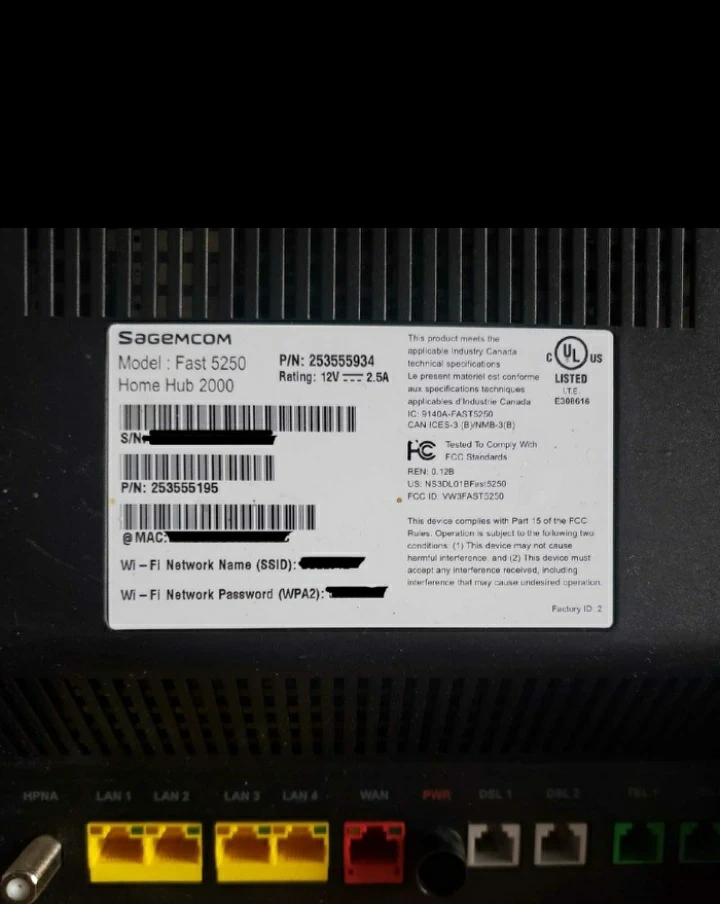 SAGEMCOM
Model : Fast 5250
Home Hub 2000
P/N: 253555934
Rating: 12V 2.5A
S/N
P/N: 253555195
@ MAC:
Wi-Fi Network Name (SSID):
Wi-Fi Network Password (WPA2):
This product meets the
applicable Industry Canada
technical specifications
Le present materiel est conforme
aux specifications techniques
applicables d'Industrie Canada
IC: 9140A-FAST5250
CAN ICES-3 (B)/NMB-3(B)
C UL US
LISTED
I.T.E.
E308616
FC Tested To Comply With
FCC Standards
REN: 0.12B
US: NS3DL01BFast5250
FCC ID: VW3FAST5250
This device complies with Part 15 of the FCC
Rules. Operation is subject to the following two
conditions: (1) This device may not cause
harmful interference, and (2) This device must
accept any interference received, including
interference that may cause undesired operation.
Factory ID: 2
HPNA LAN 1 LAN 2 LAN 3 LAN 4 WAN PWR DSL 1 DSL 2 TEL 1